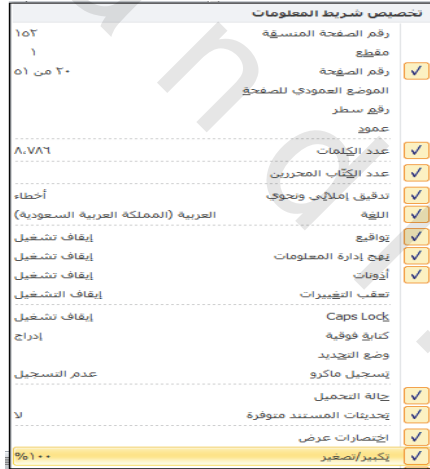 تخصيص شريط المعلومات
رقم الصفحة المنسقة ١٥٢
مقطع ١
رقم الصفحة ٢٠ من ٥١
الموضع العمودي للصفحة
رقم سطر
عمود
عدد الكلمات ٨،٧٨٦
عدد الكتّاب المحررين
تدقيق إملائي ونحوي أخطاء
اللغة العربية (المملكة العربية السعودية)
تواقيع إيقاف تشغيل
نهج إدارة المعلومات إيقاف تشغيل
أذونات إيقاف تشغيل
تعقب التغييرات إيقاف التشغيل
Caps Lock إيقاف تشغيل
كتابة فوقية إدراج
وضع التحديد
تسجيل ماكرو عدم التسجيل
حالة التحميل
تحديثات المستند متوفرة لا
اختصارات عرض
تكبير/تصغير ١٠٠%